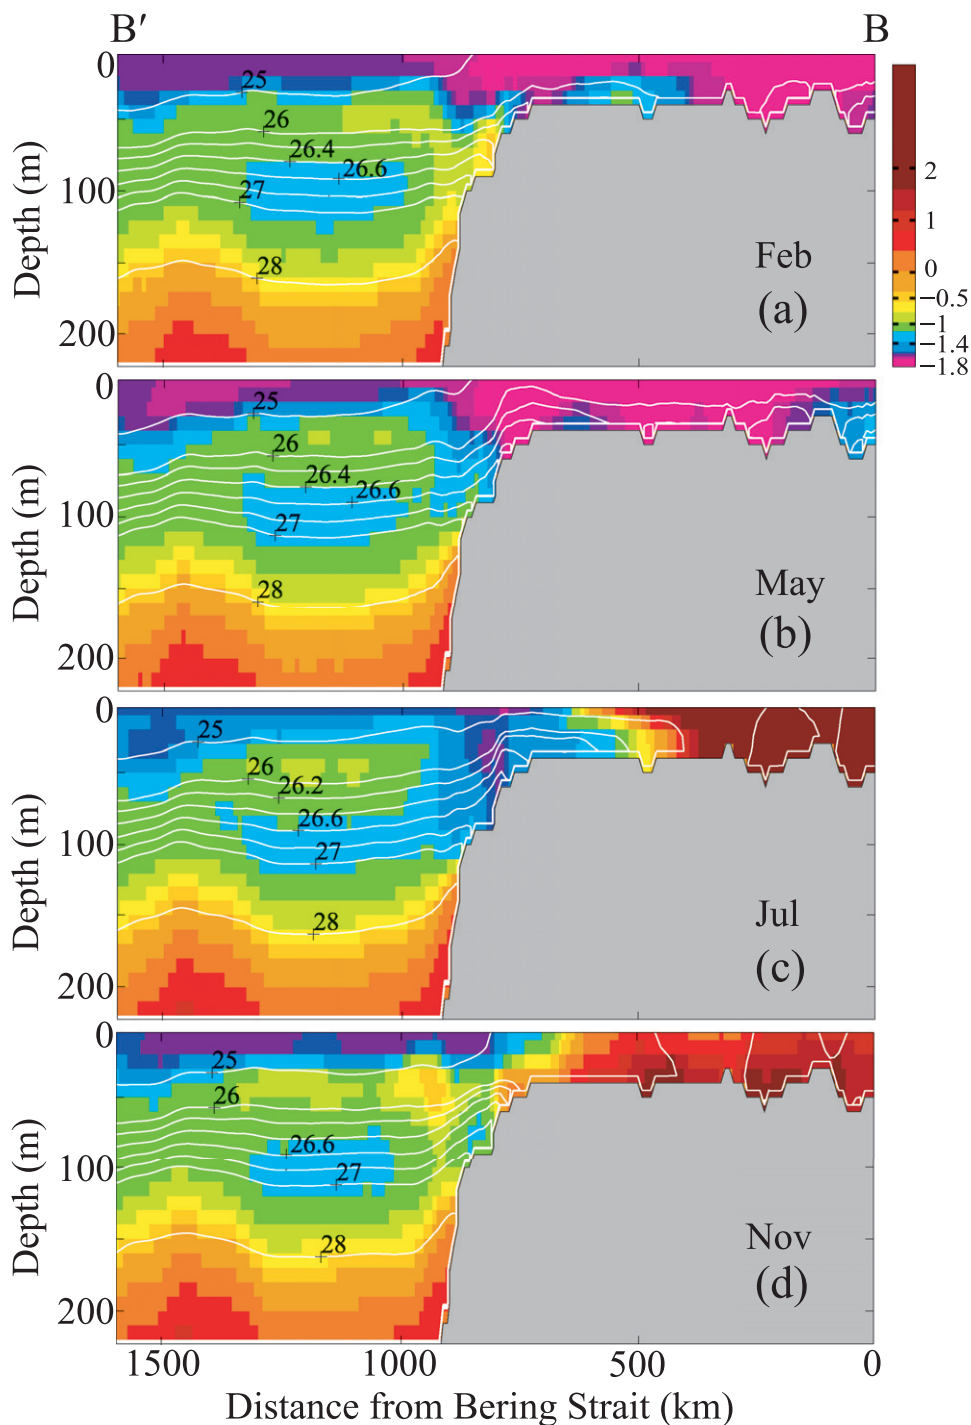 B′ B
0
25
26
26.4
26.6
27
28
100
200
Depth (m)
Feb
(a)
2
1
0
−0.5
−1
−1.4
−1.8
0
25
26
26.4
26.6
27
28
100
200
Depth (m)
May
(b)
0
25
26
26.2
26.6
27
28
100
200
Depth (m)
Jul
(c)
0
25
26
26.6
27
28
100
200
Depth (m)
Nov
(d)
1500 1000 500 0
Distance from Bering Strait (km)